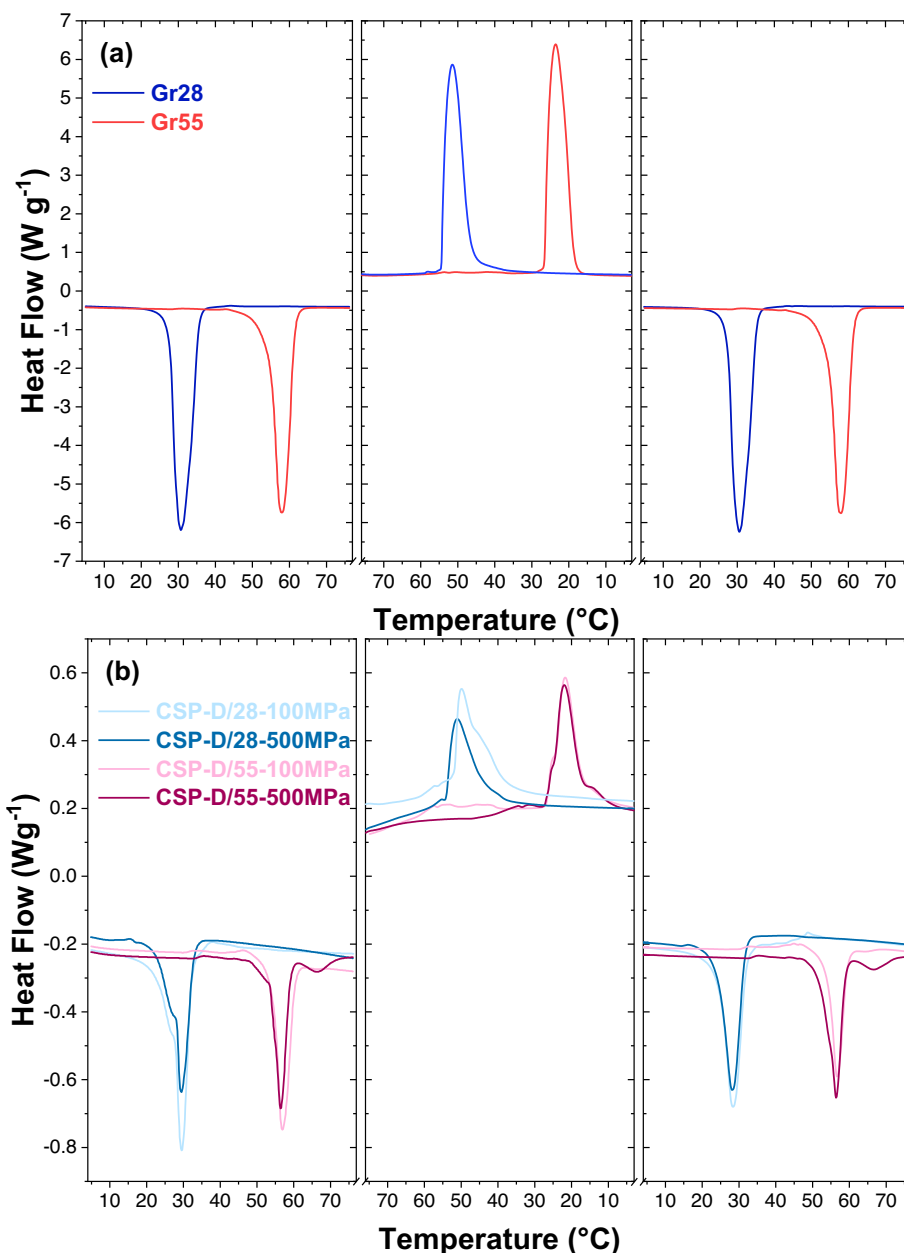 (a)
Gr28
Gr55
Heat Flow (W g-1)
7
6
5
4
3
2
1
0
-1
-2
-3
-4
-5
-6
-7
10 20 30 40 50 60 70 70 60 50 40 30 20 10 10 20 30 40 50 60 70
Temperature (°C)
(b)
CSP-D/28-100MPa
CSP-D/28-500MPa
CSP-D/55-100MPa
CSP-D/55-500MPa
Heat Flow (Wg-1)
0.6
0.4
0.2
0.0
-0.2
-0.4
-0.6
-0.8
10 20 30 40 50 60 70 70 60 50 40 30 20 10 10 20 30 40 50 60 70
Temperature (°C)